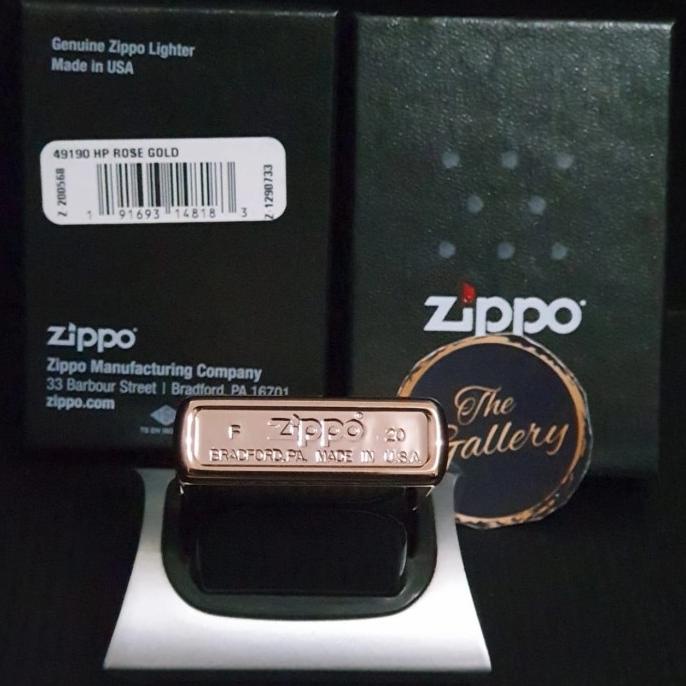 Genuine Zippo Lighter
Made in USA
49190 HP ROSE GOLD
Z 200568
1 91693 14818 3
Z 1290733
zippo
Zippo Manufacturing Company
33 Barbour Street | Bradford, PA 16701
zippo.com
zippo
The
Gallery
F zippo 20
BRADFORD, PA. MADE IN U.S.A